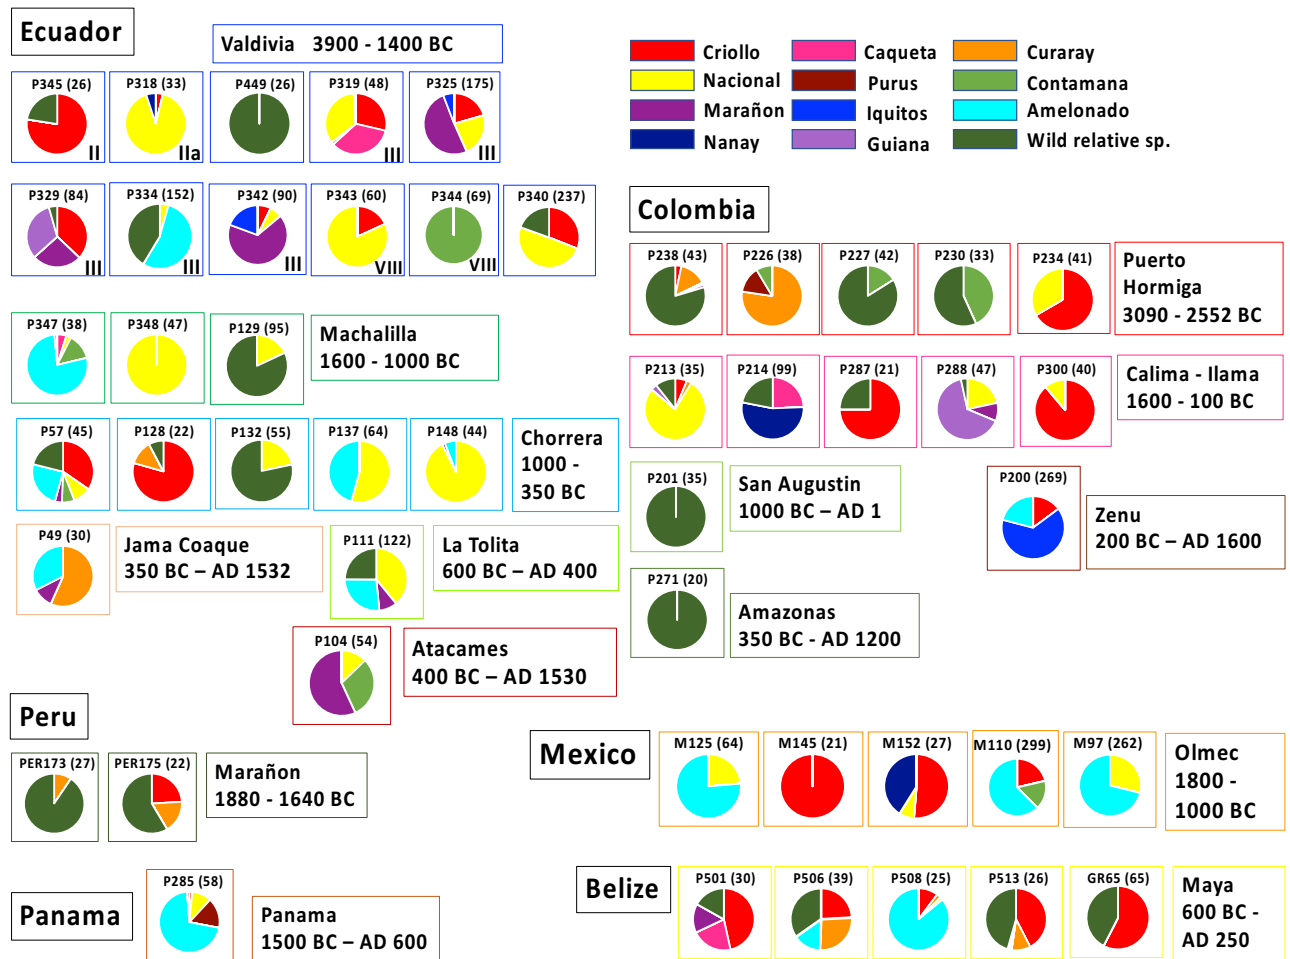 Ecuador
Valdivia 3900 - 1400 BC
P345 (26)
II
P318 (33)
IIa
P449 (26)
P319 (48)
III
P325 (175)
III
P329 (84)
III
P334 (152)
III
P342 (90)
III
P343 (60)
VIII
P344 (69)
VIII
P340 (237)
Criollo
Nacional
Marañon
Nanay
Caqueta
Purus
Iquitos
Guiana
Curaray
Contamana
Amelonado
Wild relative sp.
P347 (38)
P348 (47)
P129 (95)
Machalilla
1600 - 1000 BC
P57 (45)
P128 (22)
P132 (55)
P137 (64)
P148 (44)
Chorrera
1000 -
350 BC
P49 (30)
Jama Coaque
350 BC – AD 1532
P111 (122)
La Tolita
600 BC – AD 400
P104 (54)
Atacames
400 BC – AD 1530
Colombia
P238 (43)
P226 (38)
P227 (42)
P230 (33)
P234 (41)
Puerto
Hormiga
3090 - 2552 BC
P213 (35)
P214 (99)
P287 (21)
P288 (47)
P300 (40)
Calima - Ilama
1600 - 100 BC
P201 (35)
San Augustin
1000 BC – AD 1
P200 (269)
Zenu
200 BC – AD 1600
P271 (20)
Amazonas
350 BC - AD 1200
Peru
PER173 (27)
PER175 (22)
Marañon
1880 - 1640 BC
Mexico
M125 (64)
M145 (21)
M152 (27)
M110 (299)
M97 (262)
Olmec
1800 -
1000 BC
Panama
P285 (58)
Panama
1500 BC – AD 600
Belize
P501 (30)
P506 (39)
P508 (25)
P513 (26)
GR65 (65)
Maya
600 BC -
AD 250